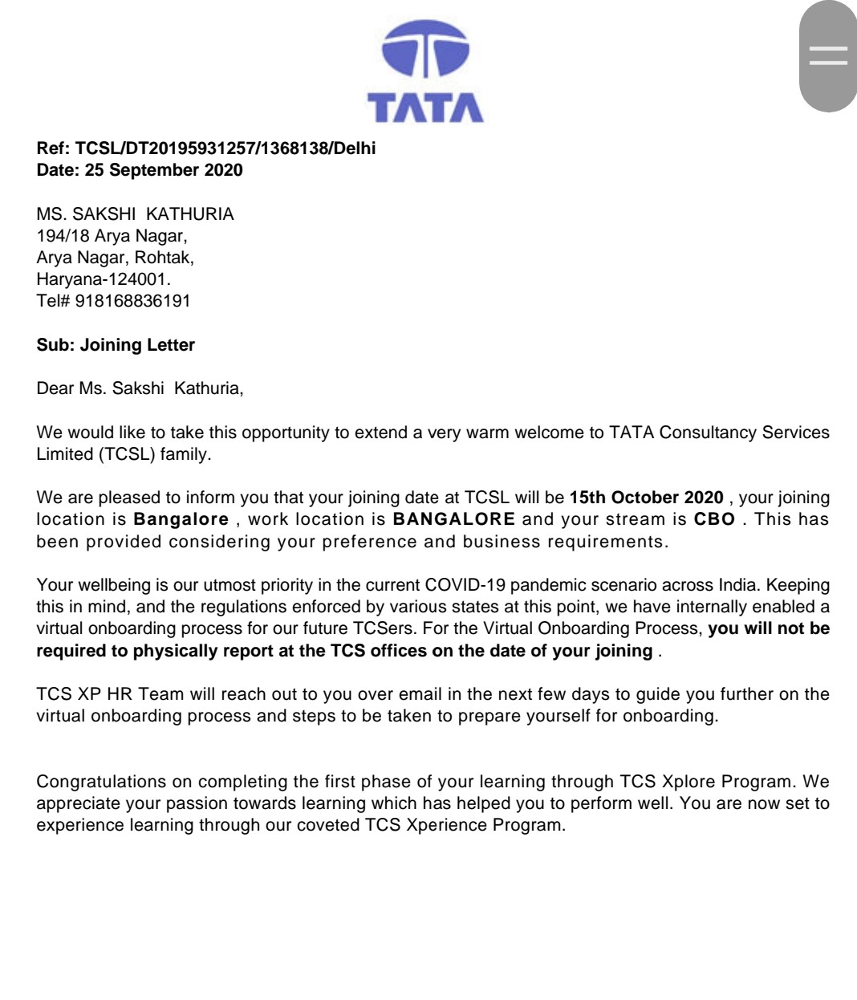 TATA
Ref: TCSL/DT20195931257/1368138/Delhi
Date: 25 September 2020
MS. SAKSHI  KATHURIA
194/18 Arya Nagar,
Arya Nagar, Rohtak,
Haryana-124001.
Tel# 918168836191
Sub: Joining Letter
Dear Ms. Sakshi  Kathuria,
We would like to take this opportunity to extend a very warm welcome to TATA Consultancy Services
Limited (TCSL) family.
We are pleased to inform you that your joining date at TCSL will be 15th October 2020 , your joining
location is Bangalore , work location is BANGALORE and your stream is CBO . This has
been provided considering your preference and business requirements.
Your wellbeing is our utmost priority in the current COVID-19 pandemic scenario across India. Keeping
this in mind, and the regulations enforced by various states at this point, we have internally enabled a
virtual onboarding process for our future TCSers. For the Virtual Onboarding Process, you will not be
required to physically report at the TCS offices on the date of your joining .
TCS XP HR Team will reach out to you over email in the next few days to guide you further on the
virtual onboarding process and steps to be taken to prepare yourself for onboarding.
Congratulations on completing the first phase of your learning through TCS Xplore Program. We
appreciate your passion towards learning which has helped you to perform well. You are now set to
experience learning through our coveted TCS Xperience Program.